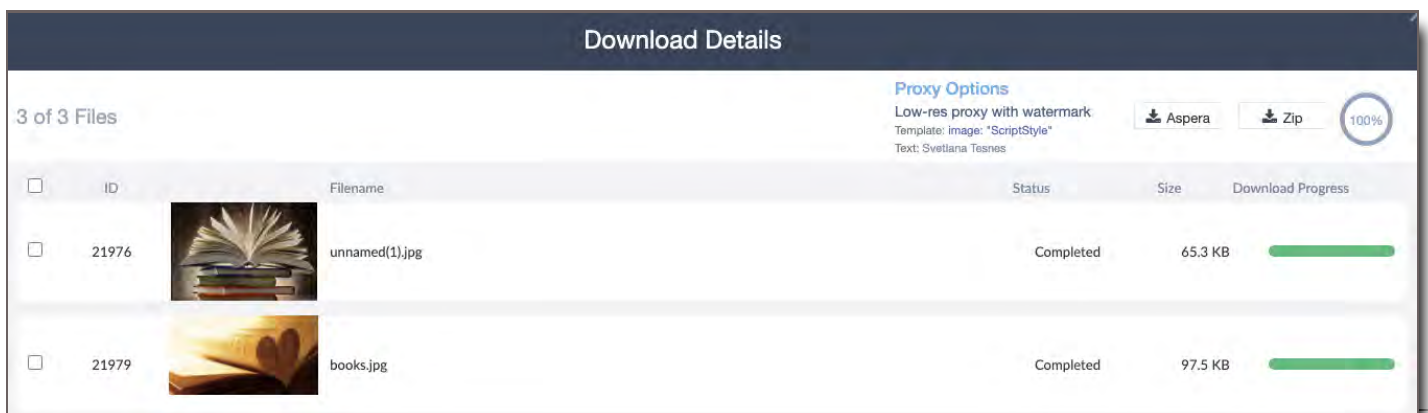 Download Details
3 of 3 Files
Proxy Options
Low-res proxy with watermark
Template: image: "ScriptStyle"
Text: Svetlana Tesnes
Aspera
Zip
100%
ID Filename Status Size Download Progress
21976 unnamed(1).jpg Completed 65.3 KB
21979 books.jpg Completed 97.5 KB